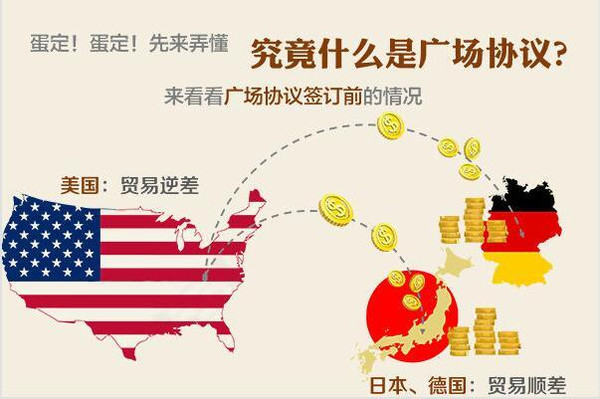 蛋定！蛋定！先来弄懂 究竟什么是广场协议?
来看看广场协议签订前的情况
美国：贸易逆差
日本、德国：贸易顺差